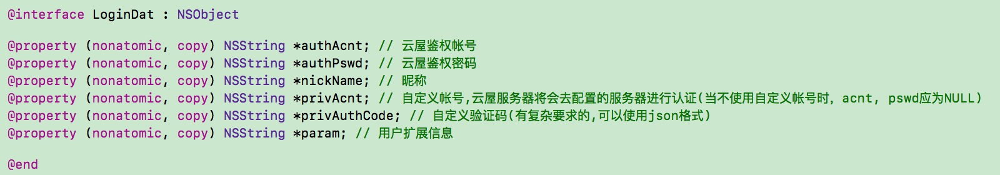 @interface LoginDat : NSObject
@property (nonatomic, copy) NSString *authAcnt; // 云屋鉴权帐号
@property (nonatomic, copy) NSString *authPswd; // 云屋鉴权密码
@property (nonatomic, copy) NSString *nickName; // 昵称
@property (nonatomic, copy) NSString *privAcnt; // 自定义帐号,云屋服务器将会去配置的服务器进行认证(当不使用自定义帐号时, acnt, pswd应为NULL)
@property (nonatomic, copy) NSString *privAuthCode; // 自定义验证码(有复杂要求的,可以使用json格式)
@property (nonatomic, copy) NSString *param; // 用户扩展信息
@end